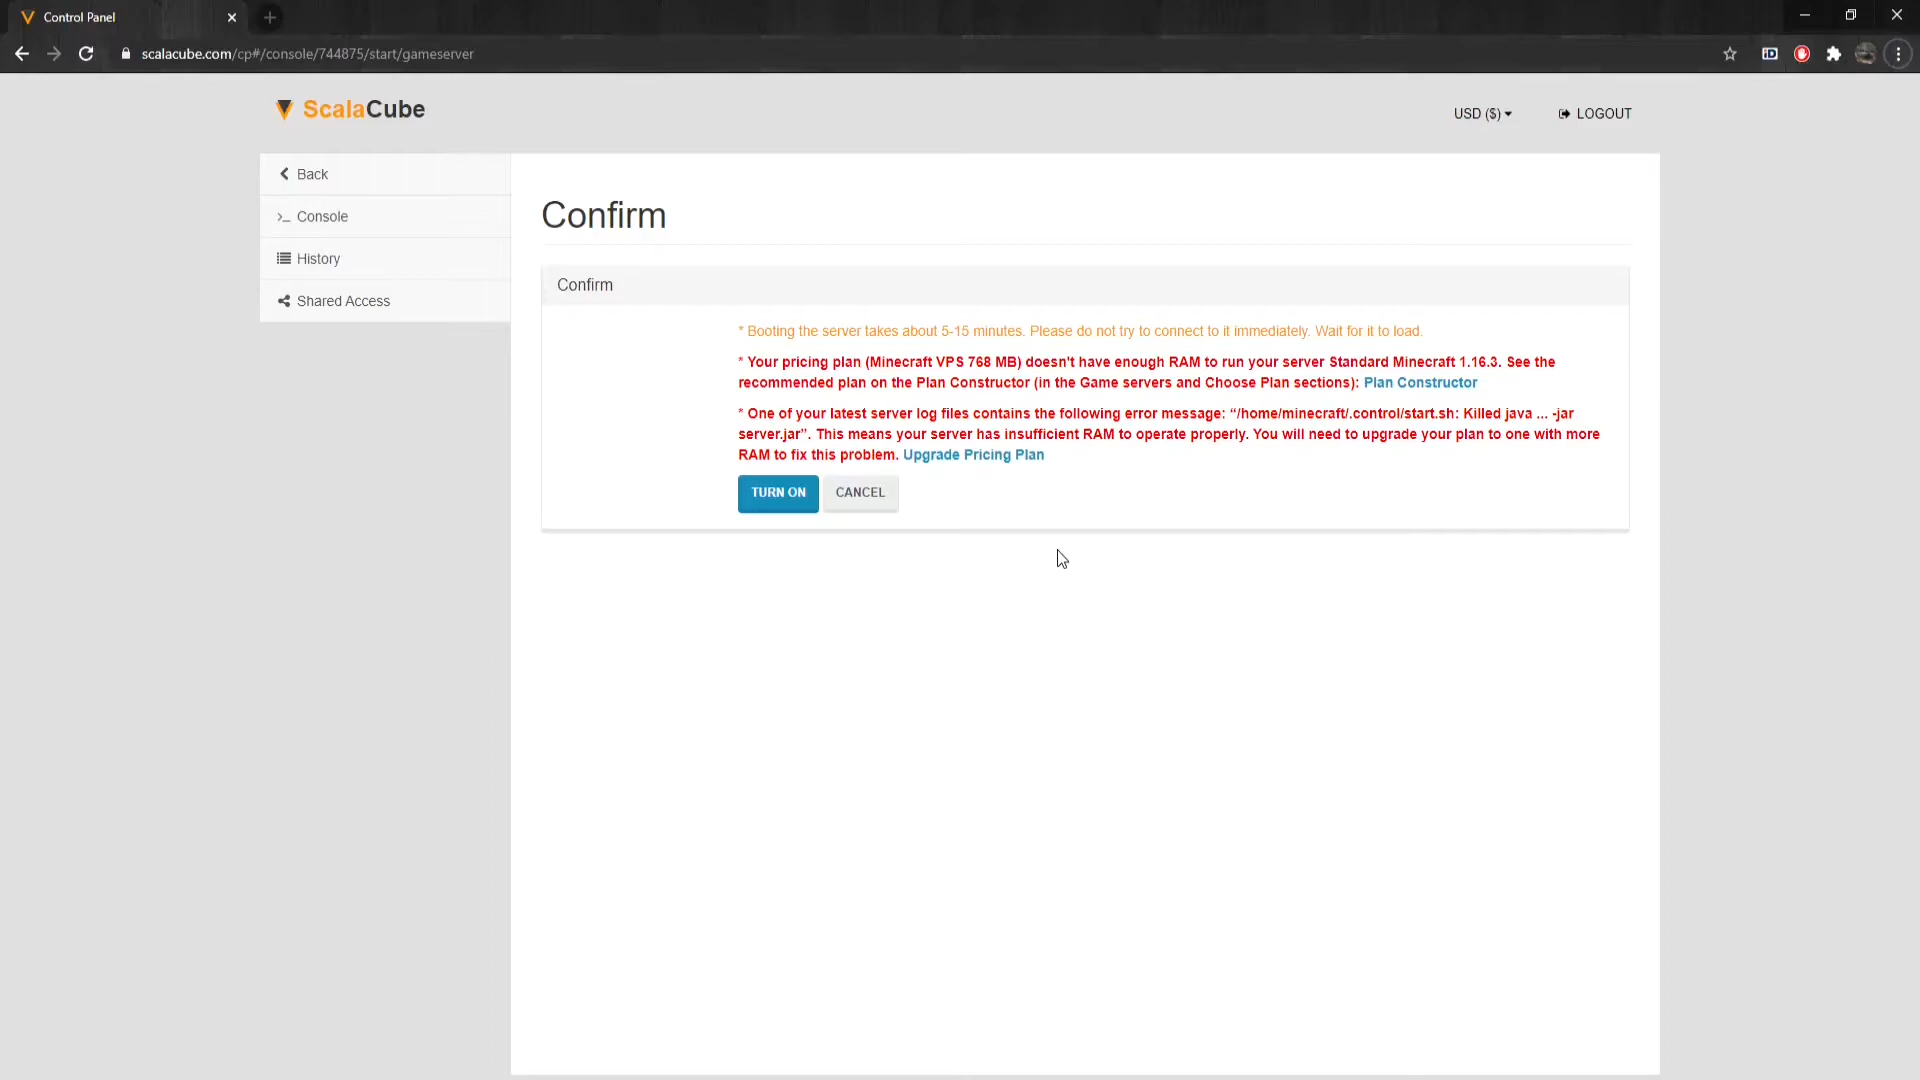 Control Panel
scalacube.com/cp#/console/744875/start/gameserver
iD
ScalaCube
USD ($)
LOGOUT
Back
Console
History
Shared Access
Confirm
Confirm
* Booting the server takes about 5-15 minutes. Please do not try to connect to it immediately. Wait for it to load.
* Your pricing plan (Minecraft VPS 768 MB) doesn't have enough RAM to run your server Standard Minecraft 1.16.3. See the
recommended plan on the Plan Constructor (in the Game servers and Choose Plan sections): Plan Constructor
* One of your latest server log files contains the following error message: “/home/minecraft/.control/start.sh: Killed java ... -jar
server.jar”. This means your server has insufficient RAM to operate properly. You will need to upgrade your plan to one with more
RAM to fix this problem. Upgrade Pricing Plan
TURN ON
CANCEL